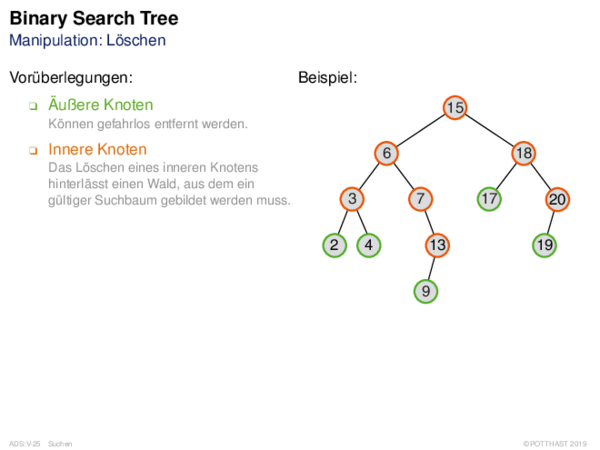 Binary Search Tree
Manipulation: Löschen
Vorüberlegungen:
❑ Äußere Knoten
Können gefahrlos entfernt werden.
❑ Innere Knoten
Das Löschen eines inneren Knotens
hinterlässt einen Wald, aus dem ein
gültiger Suchbaum gebildet werden muss.
Beispiel:
15
6 18
3 7 17 20
2 4 13 19
9
ADS:V-25 Suchen
© POTTHAST 2019